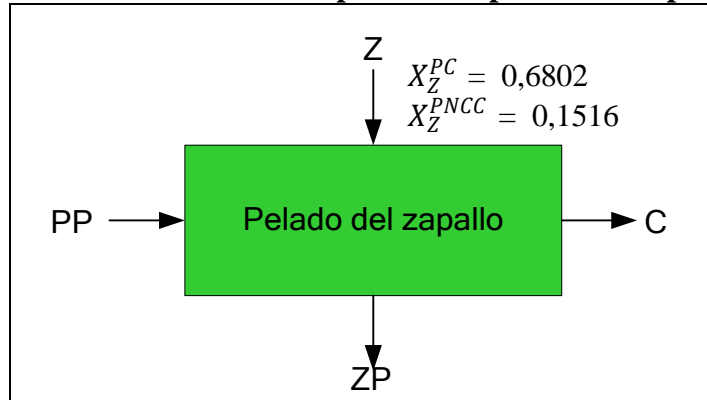 Z
X_Z^{PC} = 0,6802
X_Z^{PNCC} = 0,1516
PP
Pelado del zapallo
C
ZP